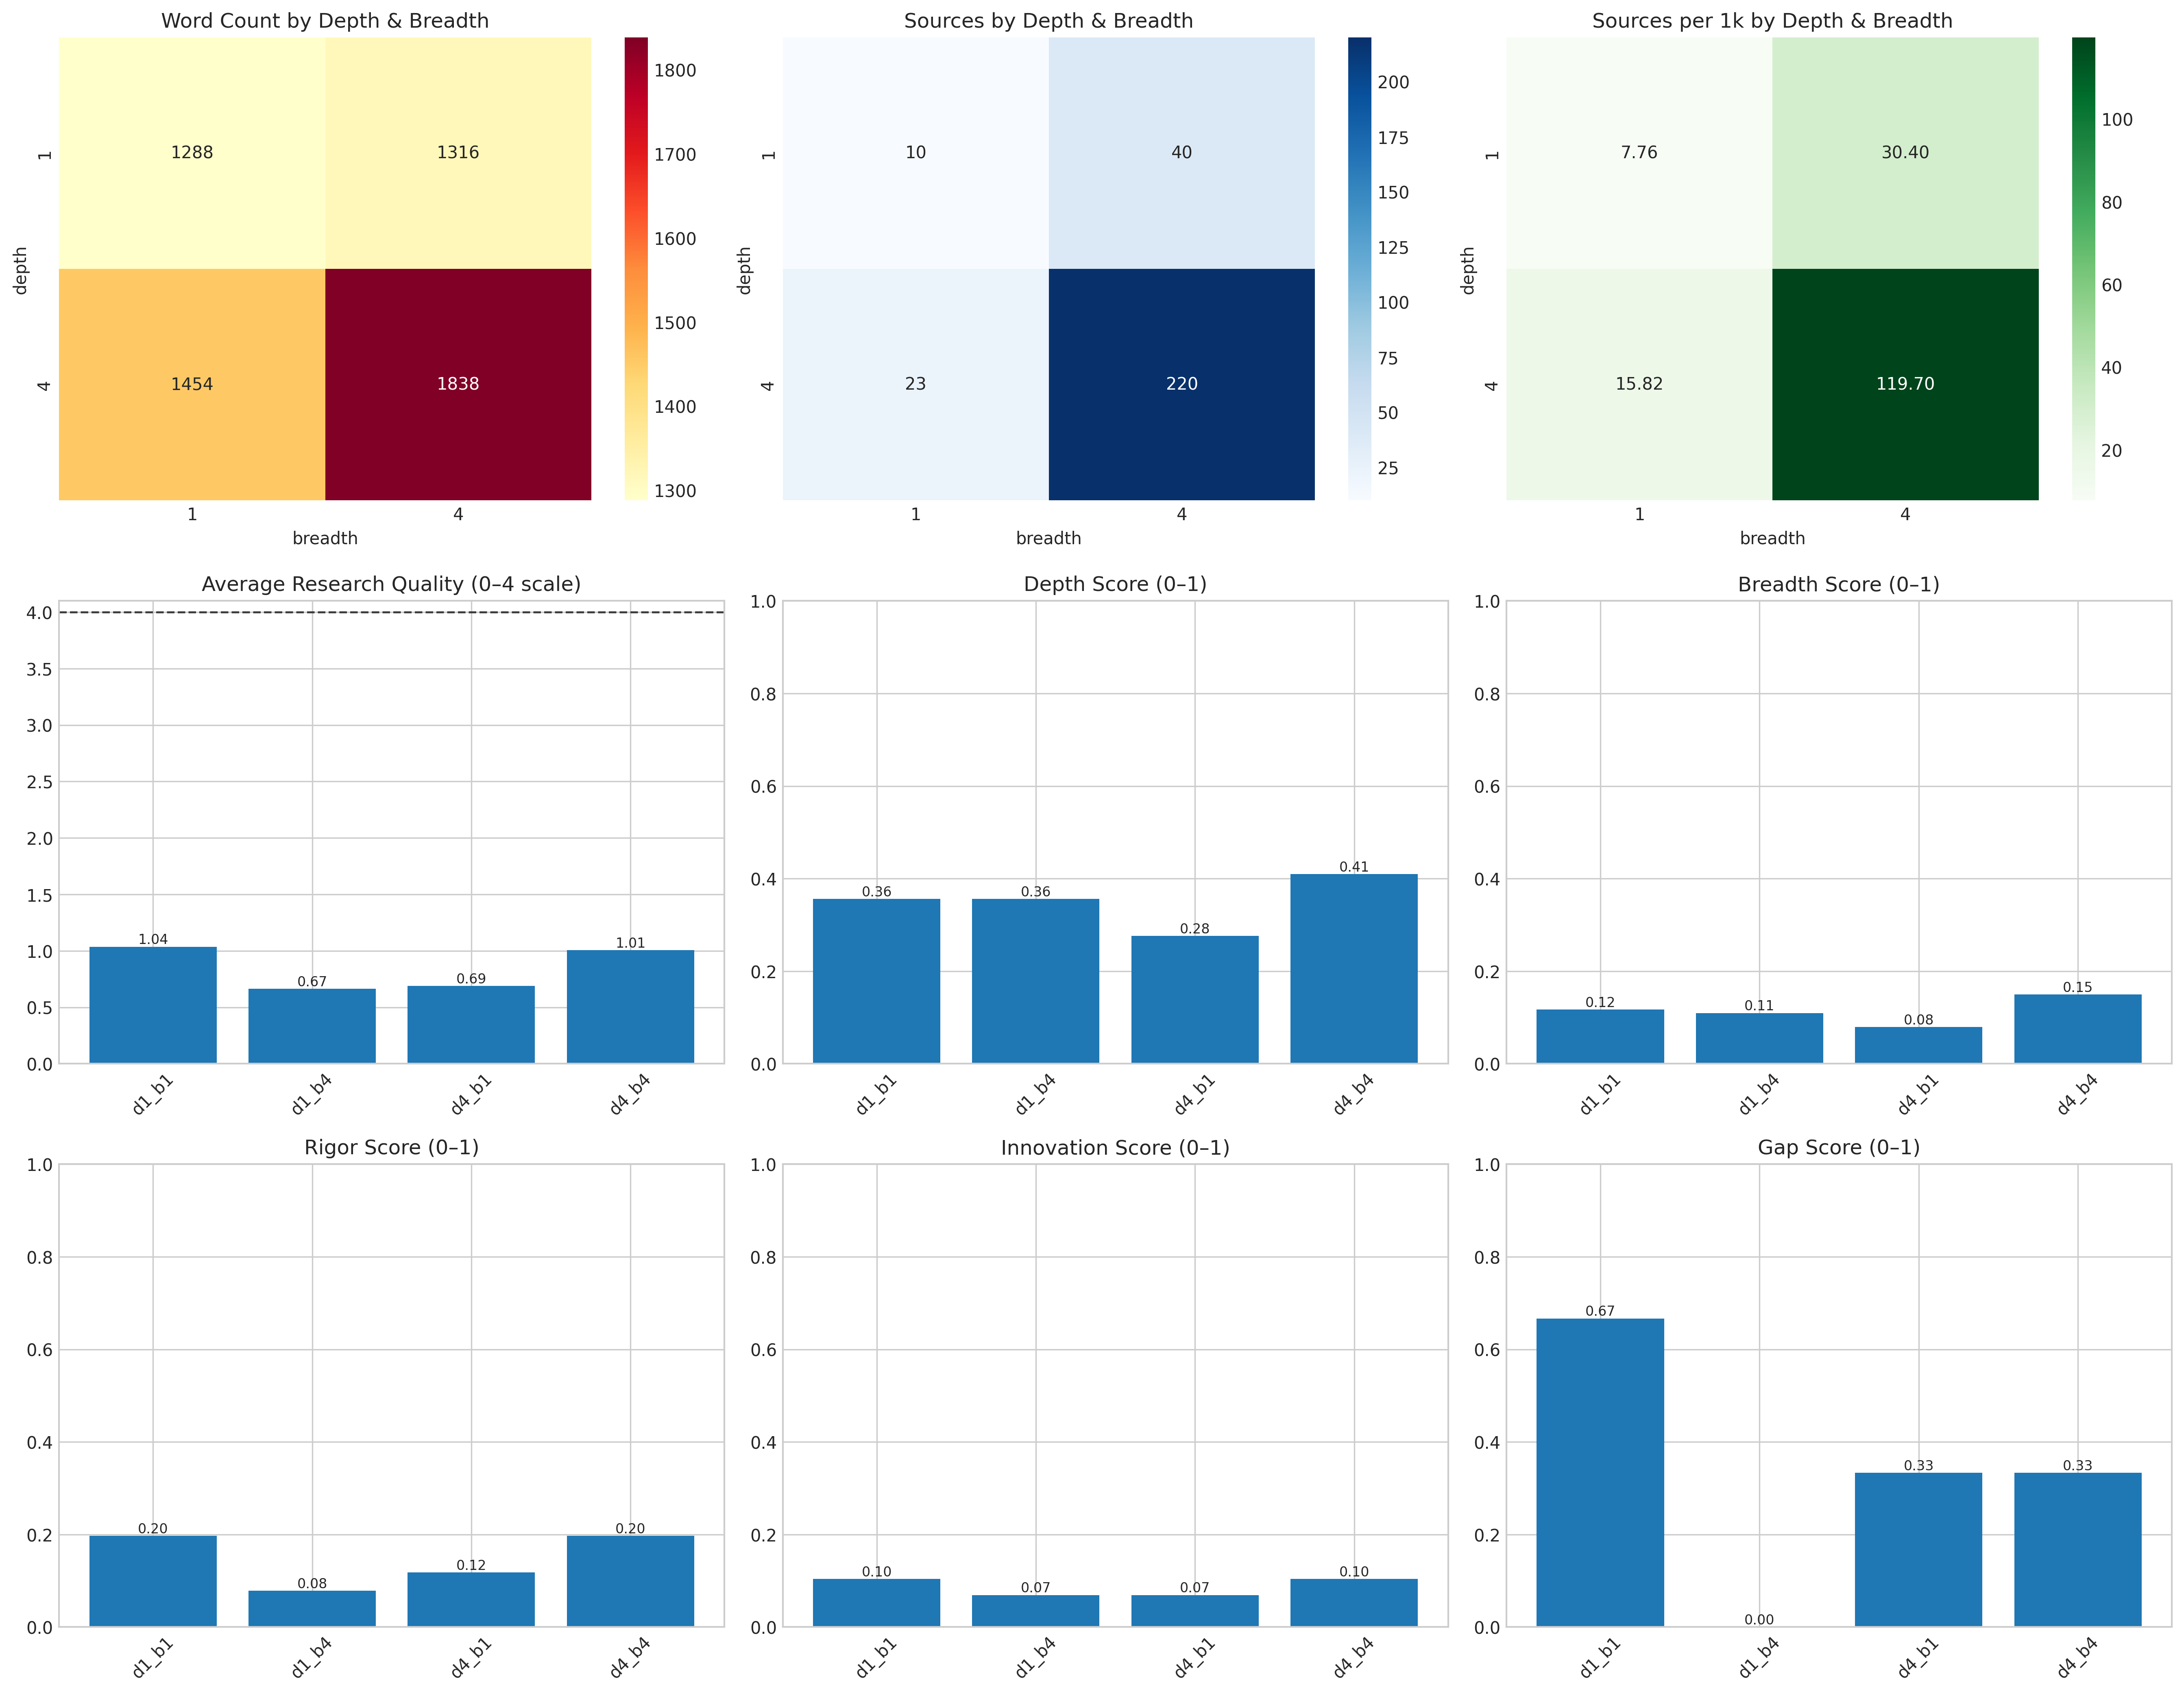 Word Count by Depth & Breadth
1288 1316
1454 1838
1
4
depth
1 4
breadth
1800
1700
1600
1500
1400
1300
Sources by Depth & Breadth
10 40
23 220
1
4
depth
1 4
breadth
200
175
150
125
100
75
50
25
Sources per 1k by Depth & Breadth
7.76 30.40
15.82 119.70
1
4
depth
1 4
breadth
100
80
60
40
20
Average Research Quality (0–4 scale)
4.0
3.5
3.0
2.5
2.0
1.5
1.0
0.5
0.0
1.04 0.67 0.69 1.01
d1_b1 d1_b4 d4_b1 d4_b4
Depth Score (0–1)
1.0
0.8
0.6
0.4
0.2
0.0
0.36 0.36 0.28 0.41
d1_b1 d1_b4 d4_b1 d4_b4
Breadth Score (0–1)
1.0
0.8
0.6
0.4
0.2
0.0
0.12 0.11 0.08 0.15
d1_b1 d1_b4 d4_b1 d4_b4
Rigor Score (0–1)
1.0
0.8
0.6
0.4
0.2
0.0
0.20 0.08 0.12 0.20
d1_b1 d1_b4 d4_b1 d4_b4
Innovation Score (0–1)
1.0
0.8
0.6
0.4
0.2
0.0
0.10 0.07 0.07 0.10
d1_b1 d1_b4 d4_b1 d4_b4
Gap Score (0–1)
1.0
0.8
0.6
0.4
0.2
0.0
0.67 0.00 0.33 0.33
d1_b1 d1_b4 d4_b1 d4_b4